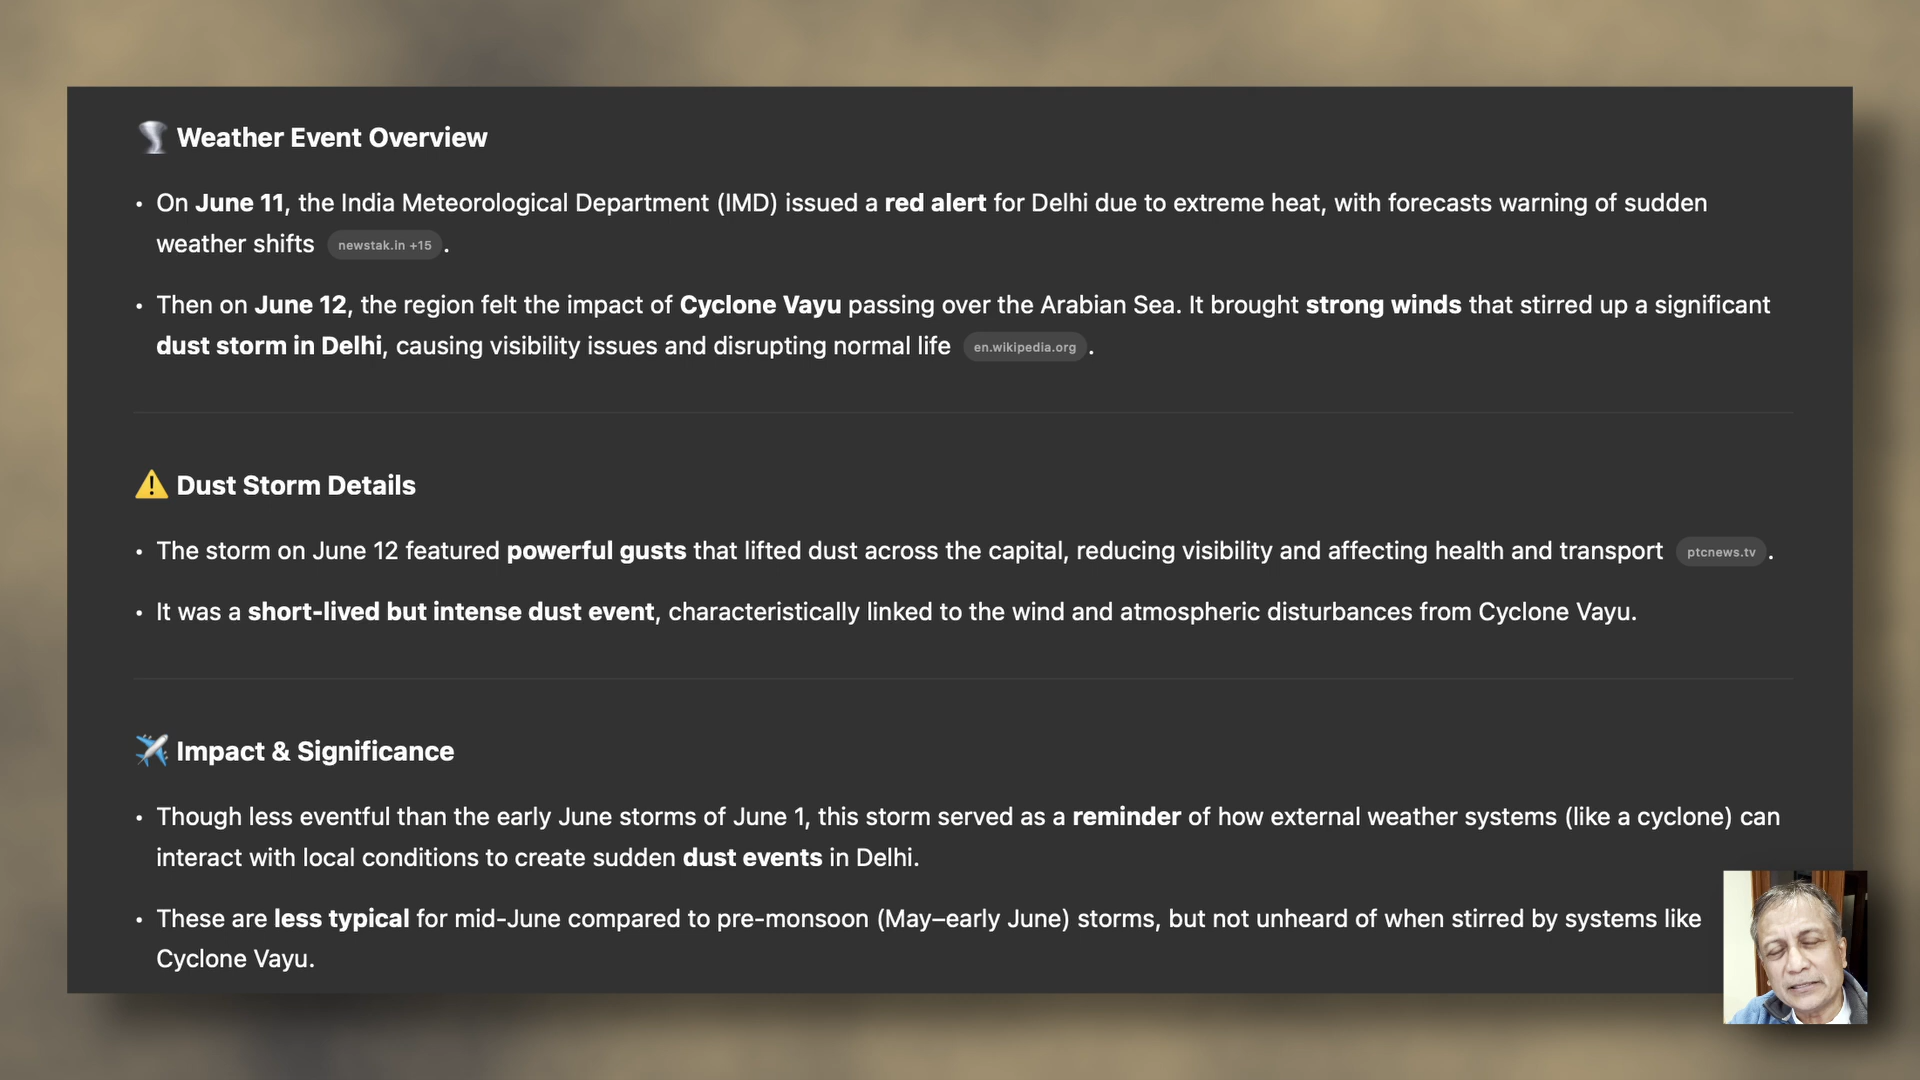 Weather Event Overview
• On June 11, the India Meteorological Department (IMD) issued a red alert for Delhi due to extreme heat, with forecasts warning of sudden
weather shifts newstak.in +15 .
• Then on June 12, the region felt the impact of Cyclone Vayu passing over the Arabian Sea. It brought strong winds that stirred up a significant
dust storm in Delhi, causing visibility issues and disrupting normal life en.wikipedia.org .
Dust Storm Details
• The storm on June 12 featured powerful gusts that lifted dust across the capital, reducing visibility and affecting health and transport ptcnews.tv .
• It was a short-lived but intense dust event, characteristically linked to the wind and atmospheric disturbances from Cyclone Vayu.
Impact & Significance
• Though less eventful than the early June storms of June 1, this storm served as a reminder of how external weather systems (like a cyclone) can
interact with local conditions to create sudden dust events in Delhi.
• These are less typical for mid-June compared to pre-monsoon (May–early June) storms, but not unheard of when stirred by systems like
Cyclone Vayu.